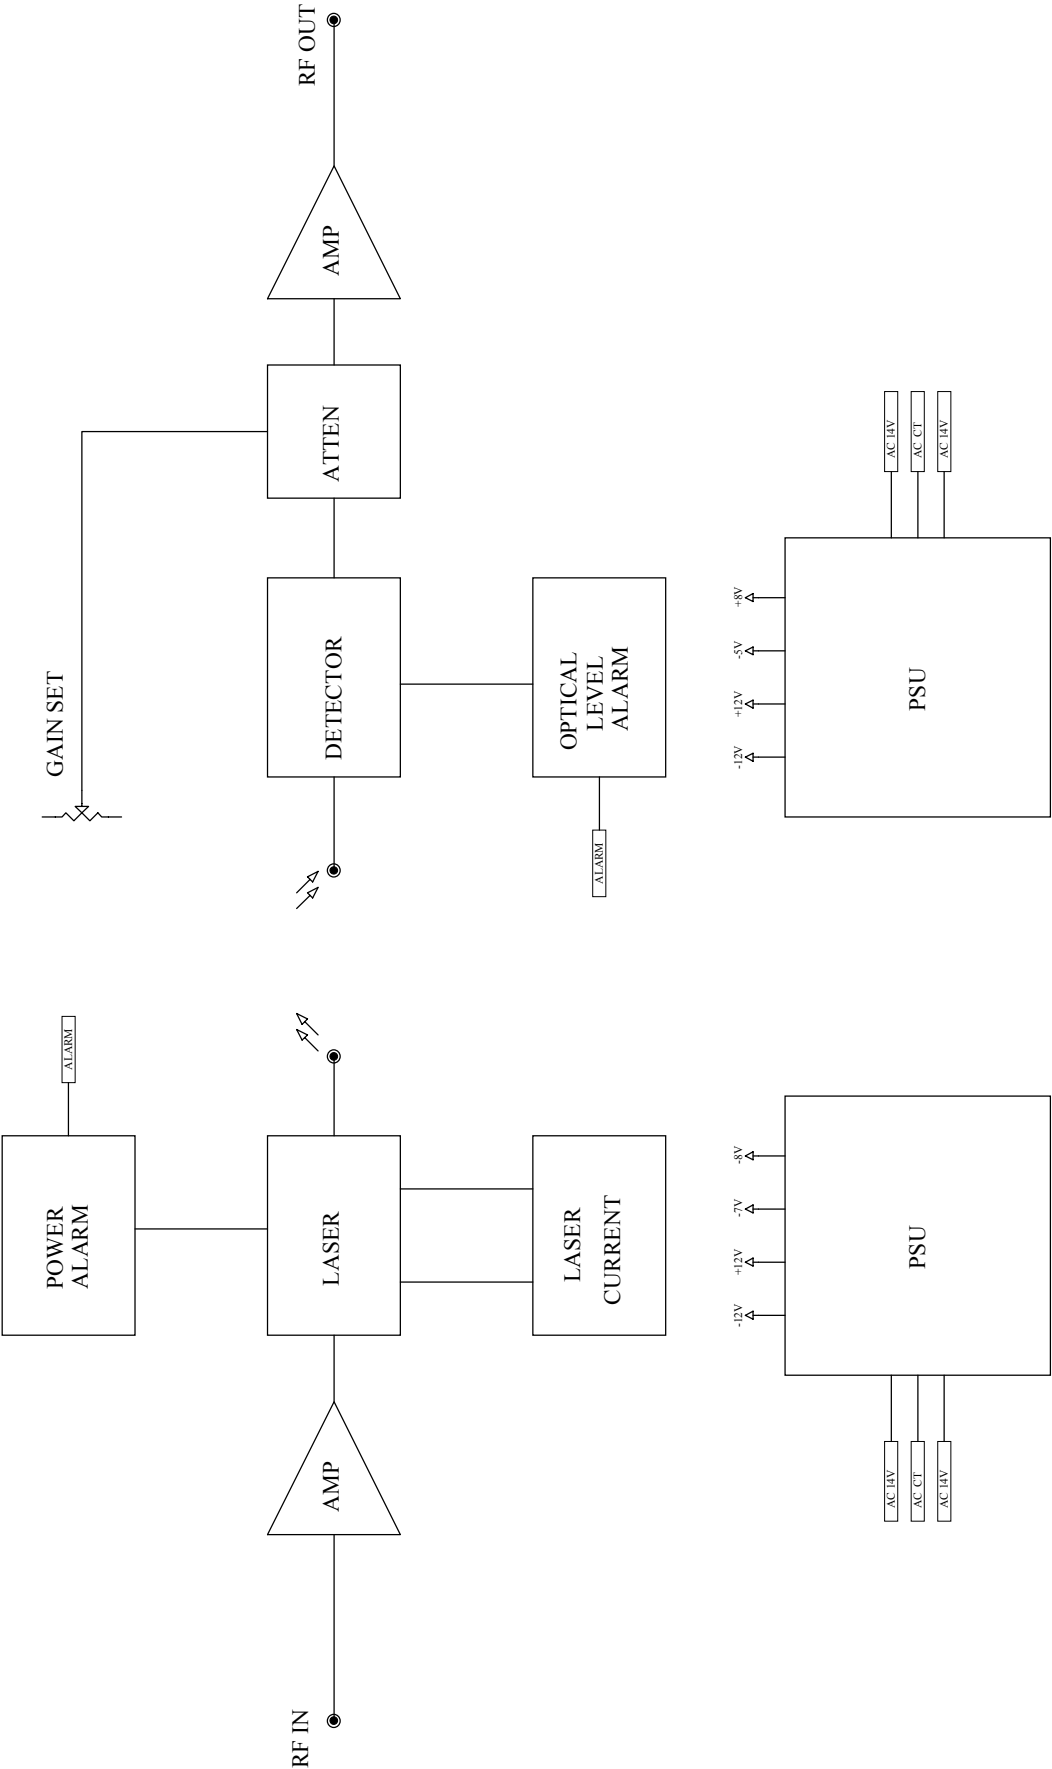 RF IN
AMP
POWER
ALARM
ALARM
LASER
LASER
CURRENT
AC 14V
AC CT
AC 14V
-12V
+12V
-7V
-8V
PSU
GAIN SET
DETECTOR
ATTEN
AMP
RF OUT
OPTICAL
LEVEL
ALARM
ALARM
-12V
+12V
-5V
+8V
PSU
AC 14V
AC CT
AC 14V